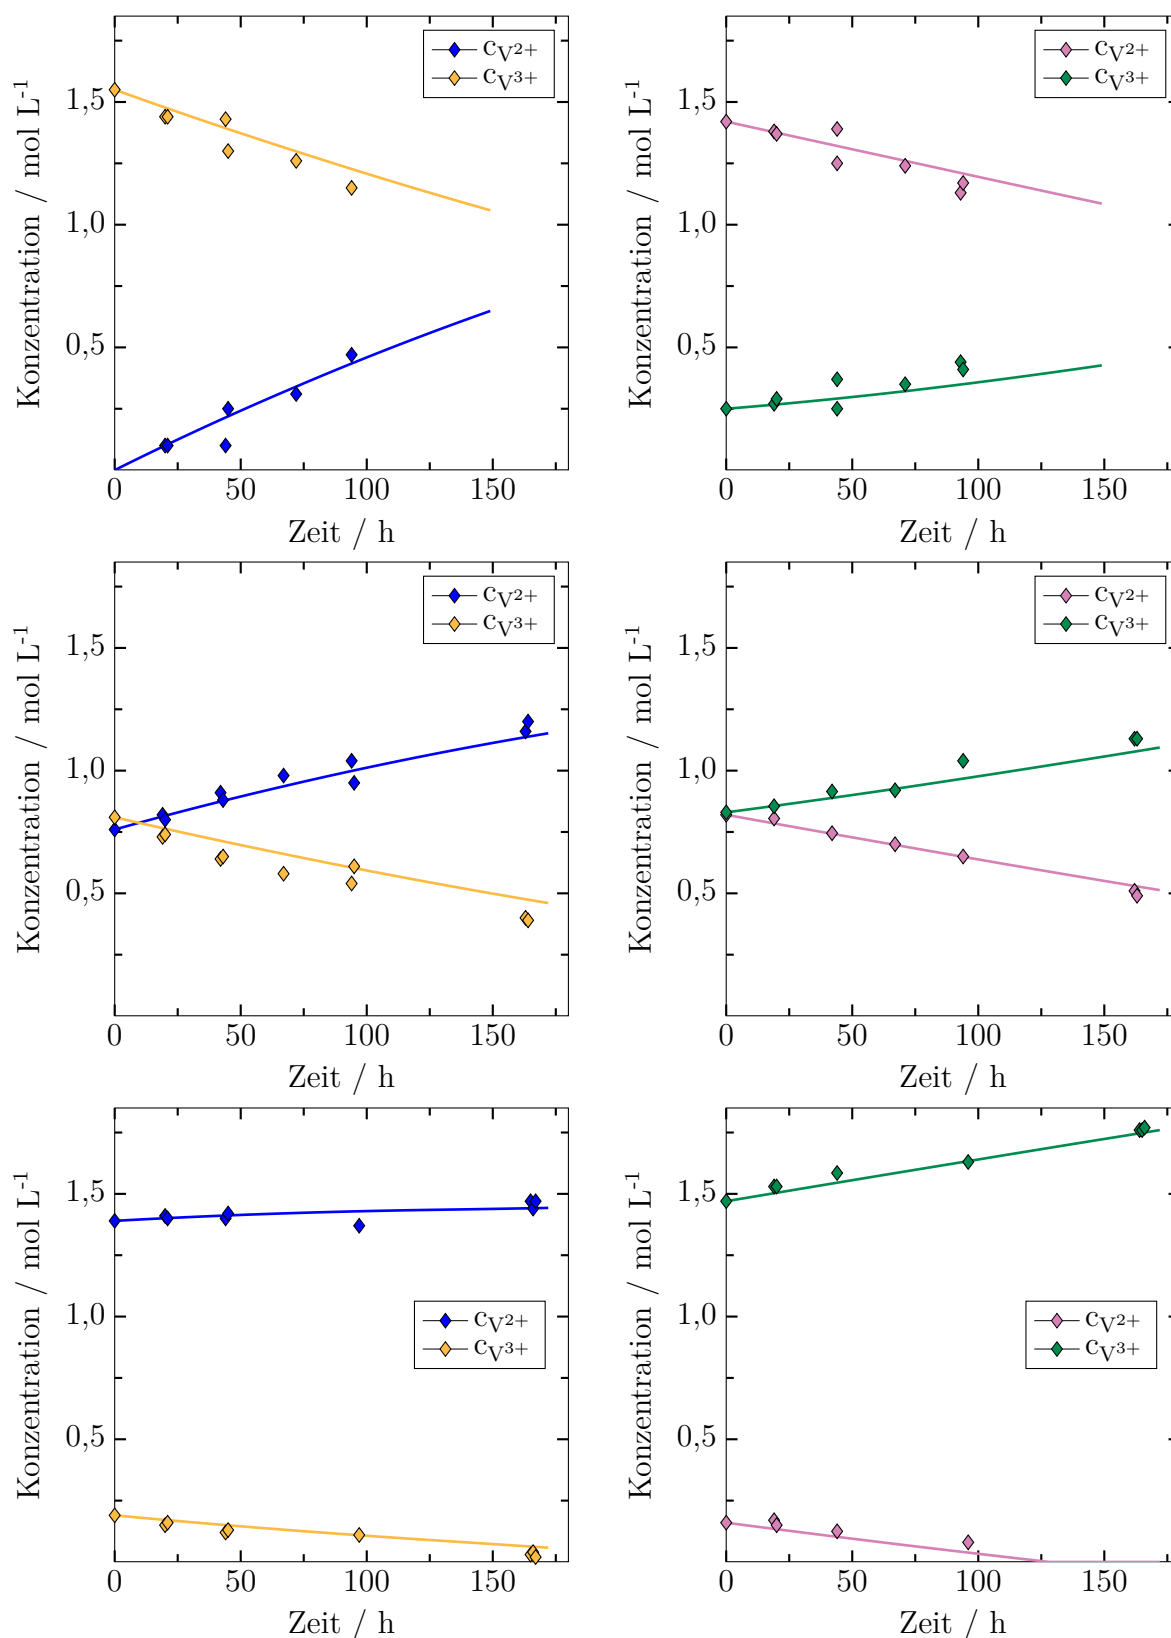 Konzentration / mol L⁻¹
1,5
1,0
0,5
c_V²⁺
c_V³⁺
0 50 100 150
Zeit / h
Konzentration / mol L⁻¹
1,5
1,0
0,5
c_V²⁺
c_V³⁺
0 50 100 150
Zeit / h
Konzentration / mol L⁻¹
1,5
1,0
0,5
c_V²⁺
c_V³⁺
0 50 100 150
Zeit / h
Konzentration / mol L⁻¹
1,5
1,0
0,5
c_V²⁺
c_V³⁺
0 50 100 150
Zeit / h
Konzentration / mol L⁻¹
1,5
1,0
0,5
c_V²⁺
c_V³⁺
0 50 100 150
Zeit / h
Konzentration / mol L⁻¹
1,5
1,0
0,5
c_V²⁺
c_V³⁺
0 50 100 150
Zeit / h